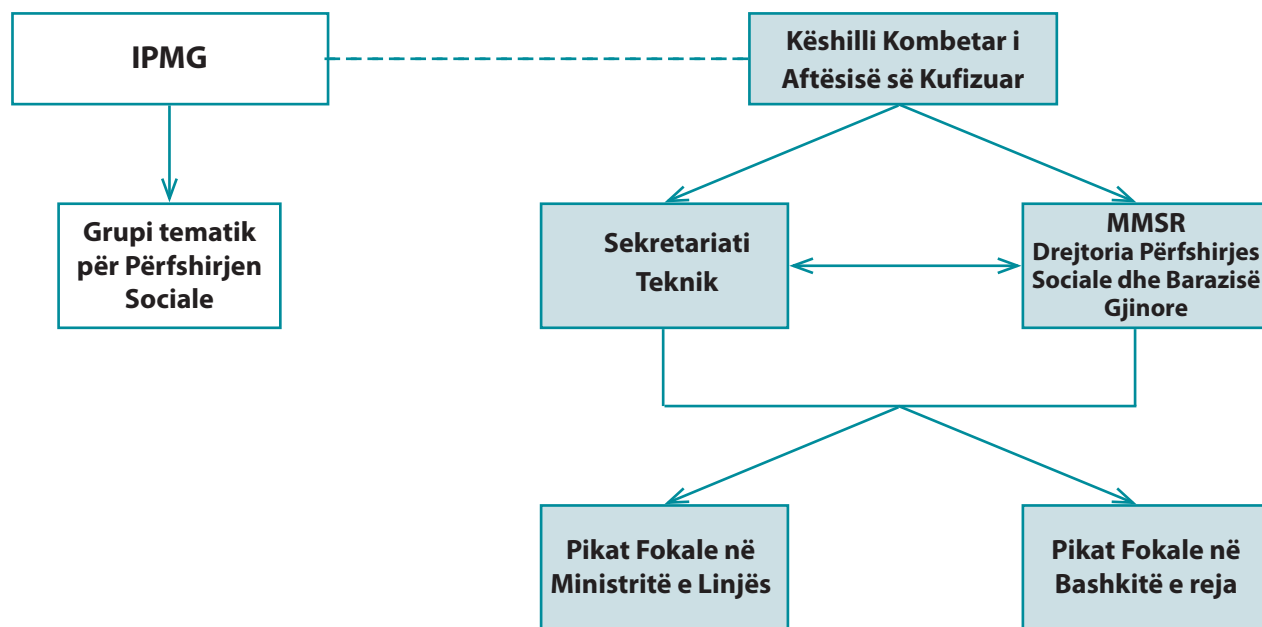 IPMG
Këshilli Kombetar i
Aftësisë së Kufizuar
Grupi tematik
për Përfshirjen
Sociale
Sekretariati
Teknik
MMSR
Drejtoria Përfshirjes
Sociale dhe Barazisë
Gjinore
Pikat Fokale në
Ministritë e Linjës
Pikat Fokale në
Bashkitë e reja